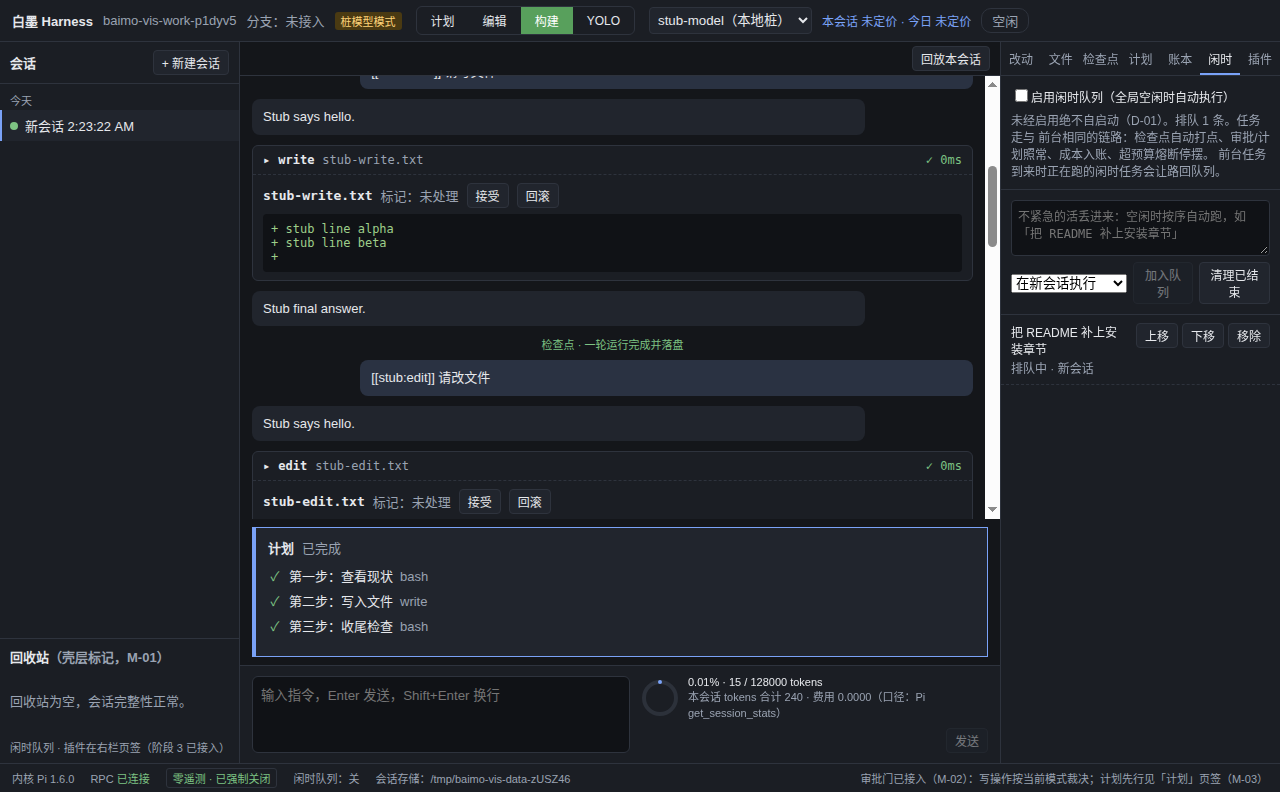 白墨 Harness baimo-vis-work-p1dyv5 分支：未接入 桩模型模式 计划 编辑 构建 YOLO stub-model（本地桩） 本会话 未定价 · 今日 未定价 空闲
会话 + 新建会话
今天
新会话 2:23:22 AM
回收站（壳层标记，M-01）
回收站为空，会话完整性正常。
闲时队列 · 插件在右栏页签（阶段 3 已接入）
回放本会话
Stub says hello.
▸ write stub-write.txt ✓ 0ms
stub-write.txt 标记：未处理 接受 回滚
+ stub line alpha
+ stub line beta
+
Stub final answer.
检查点 · 一轮运行完成并落盘
[[stub:edit]] 请改文件
Stub says hello.
▸ edit stub-edit.txt ✓ 0ms
stub-edit.txt 标记：未处理 接受 回滚
计划 已完成
✓ 第一步：查看现状 bash
✓ 第二步：写入文件 write
✓ 第三步：收尾检查 bash
输入指令，Enter 发送，Shift+Enter 换行
0.01% · 15 / 128000 tokens
本会话 tokens 合计 240 · 费用 0.0000（口径：Pi
get_session_stats）
发送
改动 文件 检查点 计划 账本 闲时 插件
启用闲时队列（全局空闲时自动执行）
未经启用绝不自启动（D-01）。排队 1 条。任务
走与 前台相同的链路：检查点自动打点、审批/计
划照常、成本入账、超预算熔断停摆。 前台任务
到来时正在跑的闲时任务会让路回队列。
不紧急的活丢进来：空闲时按序自动跑，如
「把 README 补上安装章节」
在新会话执行 加入队
列 清理已结
束
把 README 补上安
装章节 上移 下移 移除
排队中 · 新会话
内核 Pi 1.6.0 RPC 已连接 零遥测 · 已强制关闭 闲时队列：关 会话存储：/tmp/baimo-vis-data-zUSZ46 审批门已接入（M-02）：写操作按当前模式裁决；计划先行见「计划」页签（M-03）